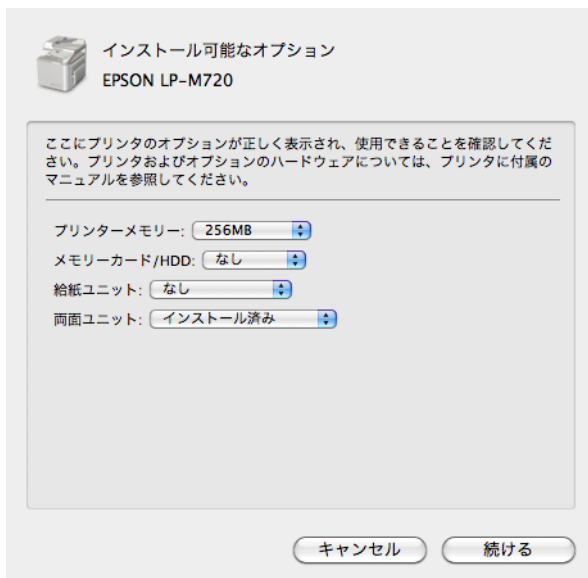 インストール可能なオプション
EPSON LP-M720
ここにプリンタのオプションが正しく表示され、使用できることを確認してくだ
さい。プリンタおよびオプションのハードウェアについては、プリンタに付属の
マニュアルを参照してください。
プリンターメモリー: 256MB
メモリーカード/HDD: なし
給紙ユニット: なし
両面ユニット: インストール済み
キャンセル 続ける